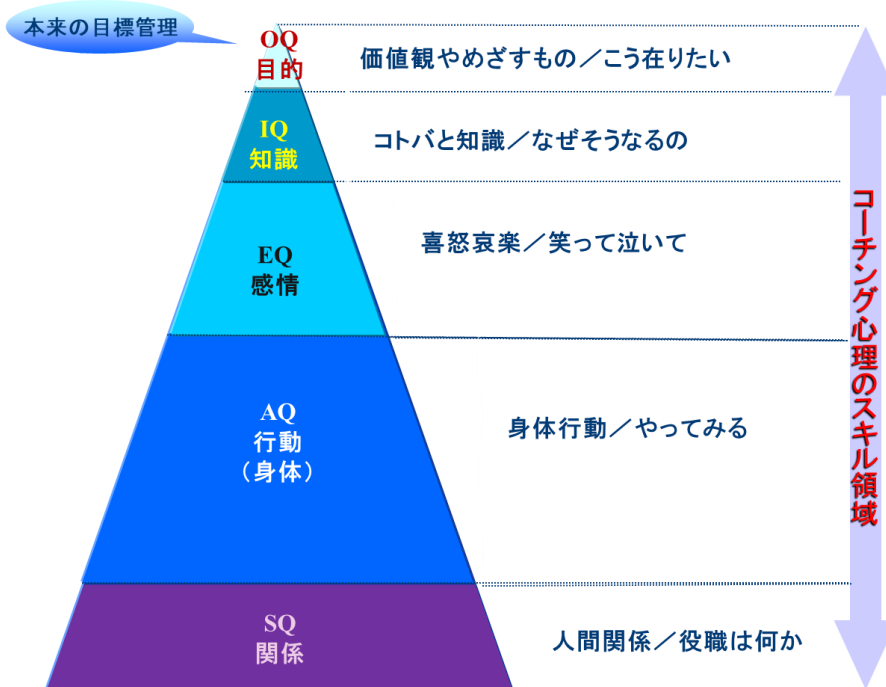 本来の目標管理
OQ
目的
価値観やめざすもの／こう在りたい
IQ
知識
コトバと知識／なぜそうなるの
EQ
感情
喜怒哀楽／笑って泣いて
AQ
行動
（身体）
身体行動／やってみる
SQ
関係
人間関係／役職は何か
コーチング心理のスキル領域